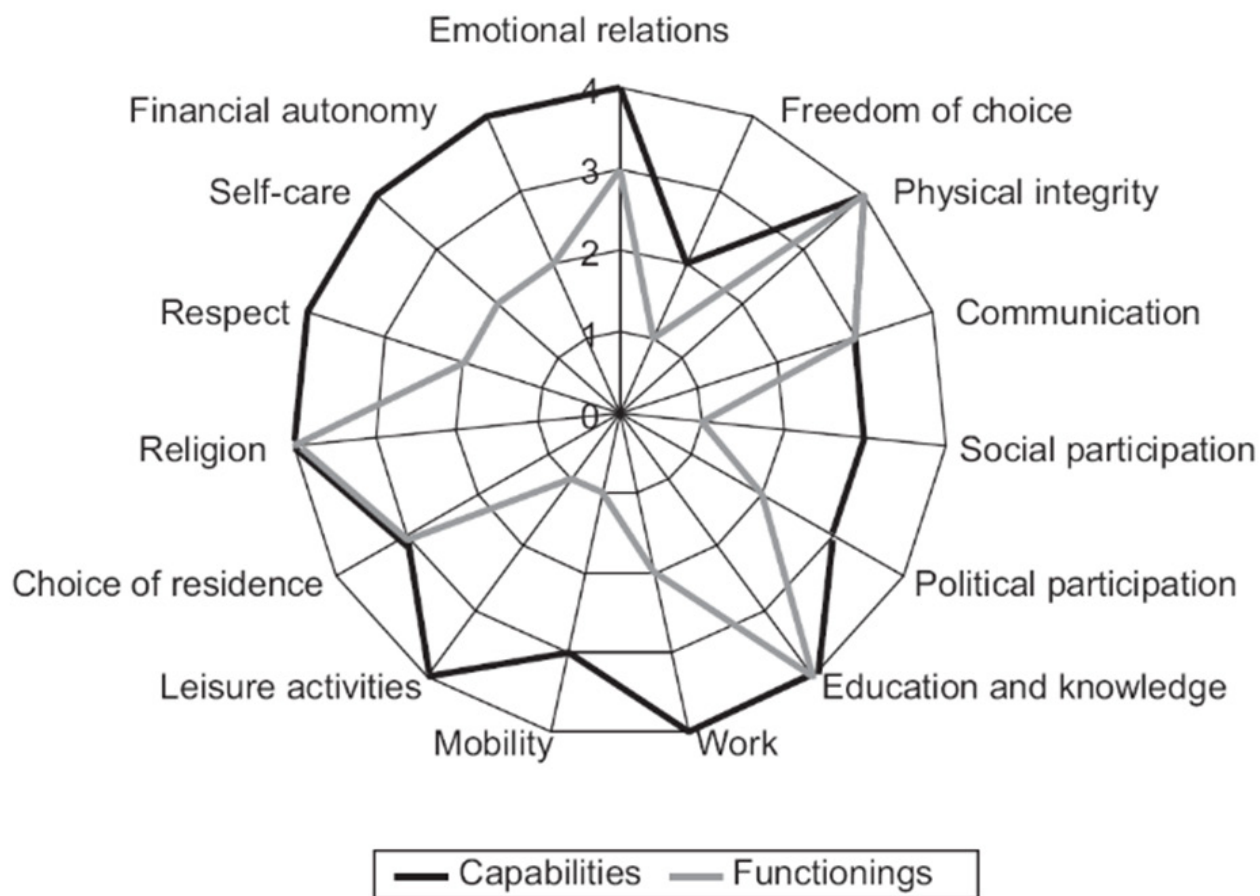 Emotional relations
Financial autonomy
Freedom of choice
Self-care
Physical integrity
Respect
Communication
Religion
Social participation
Choice of residence
Political participation
Leisure activities
Education and knowledge
Mobility
Work
4
3
2
1
0
Capabilities
Functionings